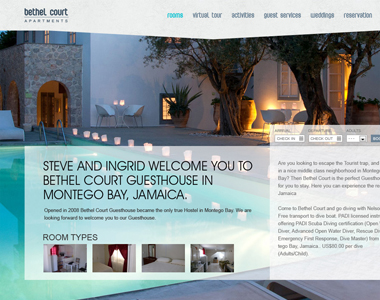 bethel court
APARTMENTS
rooms virtual tour activities guest services weddings reservation
ARRIVAL DEPARTURE ADULTS
CHECK IN CHECK OUT
STEVE AND INGRID WELCOME YOU TO
BETHEL COURT GUESTHOUSE IN
MONTEGO BAY, JAMAICA.
Opened in 2008 Bethel Court Guesthouse became the only true Hostel in Montego Bay. We are
looking forward to welcome you to our Guesthouse.
ROOM TYPES
Are you looking to escape the Tourist trap, and
in a nice middle class neighborhood in Montego
Bay? Then Bethel Court is the perfect Guesthouse
for you to stay. Here you can experience the real
Jamaica
Come to Bethel Court and go diving with Nelson
Free transport to dive boat. PADI licensed instr
offering PADI Scuba Diving certification (Open
Diver, Advanced Open Water Diver, Rescue Di
Emergency First Response, Dive Master) from
tego Bay, Jamaica.. US$80.00 per dive
(Adults/Child)